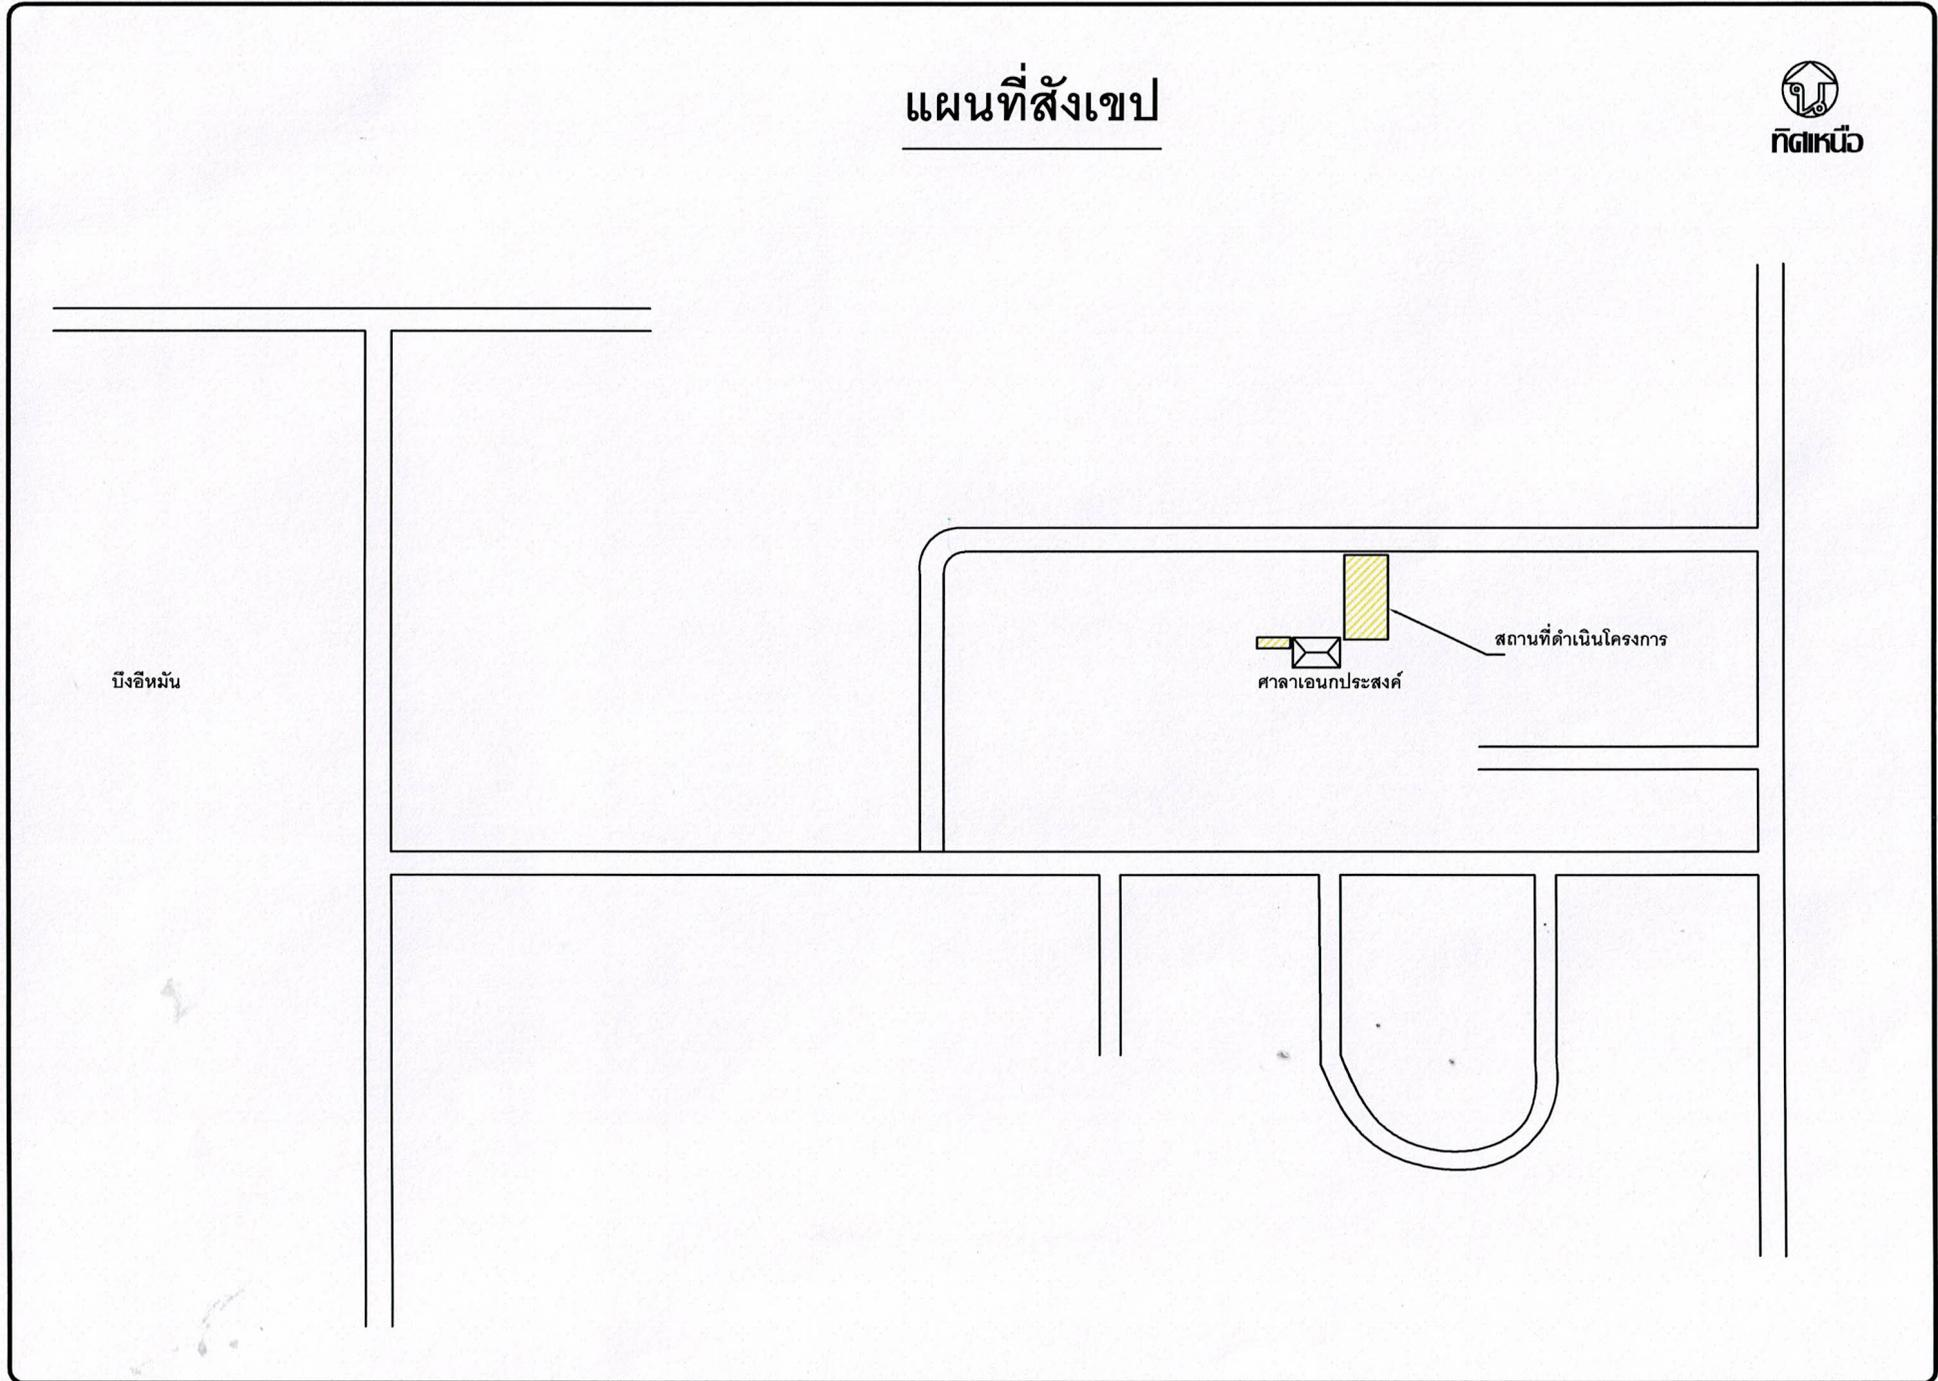 แผนที่สังเขป
น
ทิศเหนือ
สถานที่ดำเนินโครงการ
บึงอีหมัน
ศาลาเอนกประสงค์